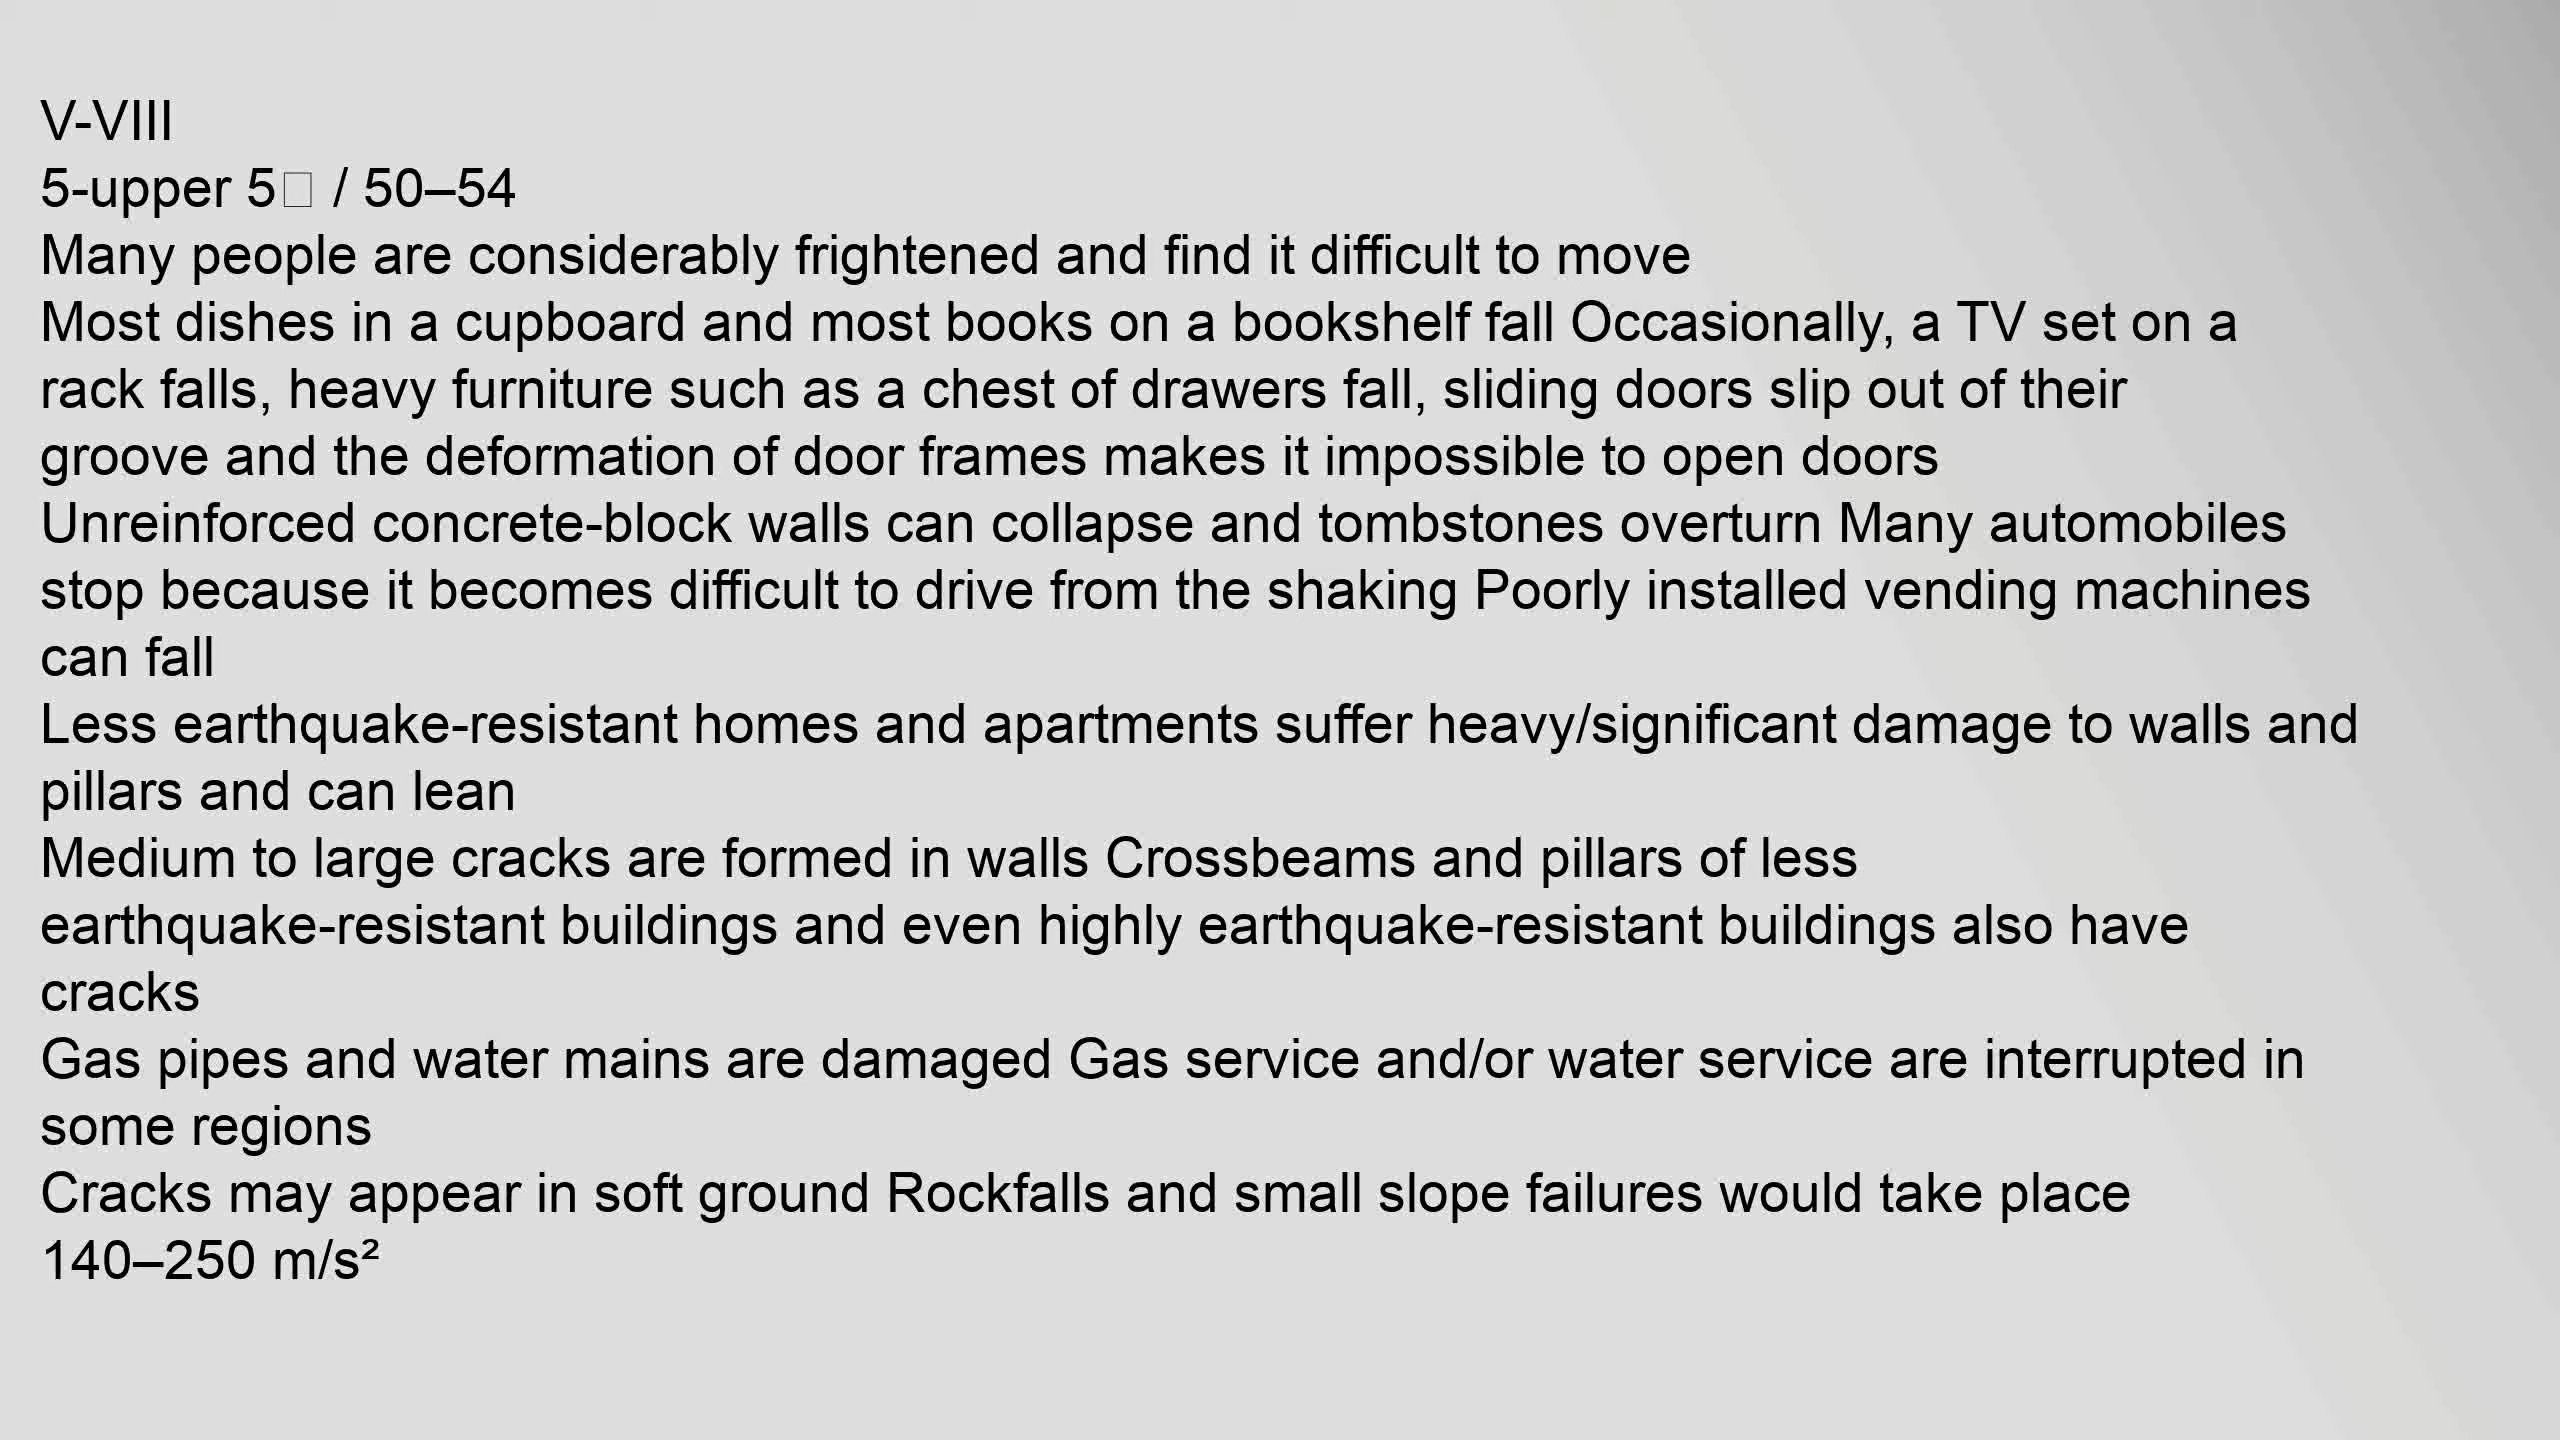 V-VIII
5-upper 5□ / 50–54
Many people are considerably frightened and find it difficult to move
Most dishes in a cupboard and most books on a bookshelf fall Occasionally, a TV set on a
rack falls, heavy furniture such as a chest of drawers fall, sliding doors slip out of their
groove and the deformation of door frames makes it impossible to open doors
Unreinforced concrete-block walls can collapse and tombstones overturn Many automobiles
stop because it becomes difficult to drive from the shaking Poorly installed vending machines
can fall
Less earthquake-resistant homes and apartments suffer heavy/significant damage to walls and
pillars and can lean
Medium to large cracks are formed in walls Crossbeams and pillars of less
earthquake-resistant buildings and even highly earthquake-resistant buildings also have
cracks
Gas pipes and water mains are damaged Gas service and/or water service are interrupted in
some regions
Cracks may appear in soft ground Rockfalls and small slope failures would take place
140–250 m/s²